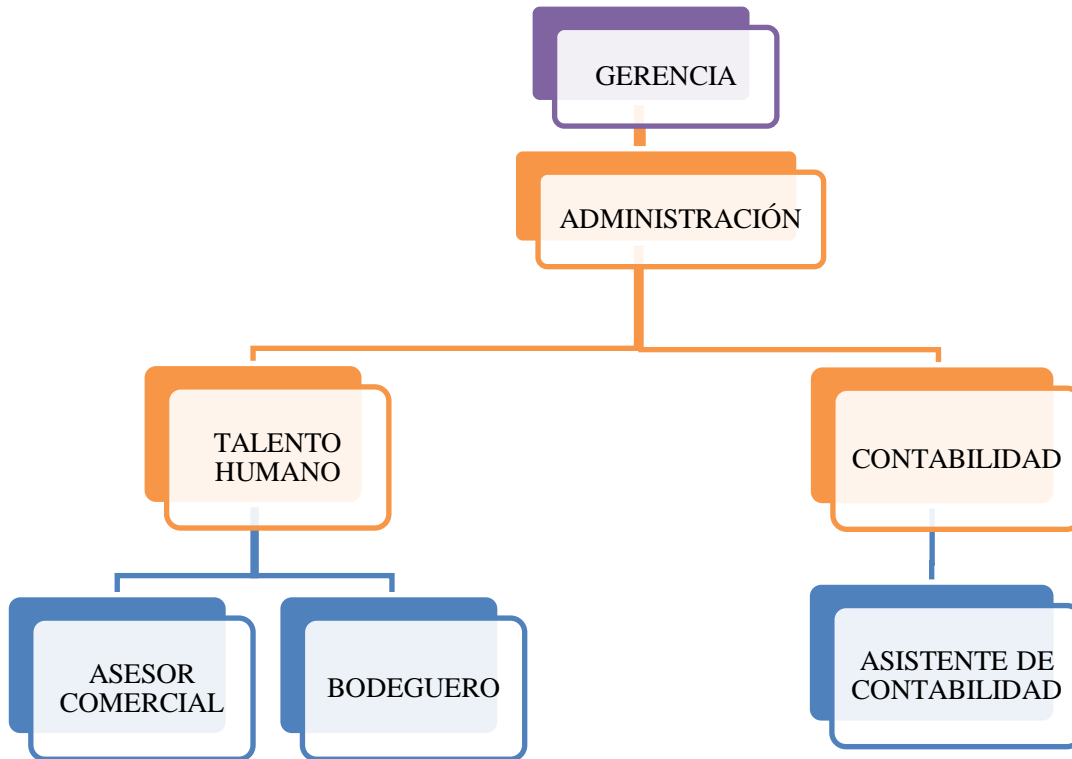 GERENCIA
ADMINISTRACIÓN
TALENTO
HUMANO
CONTABILIDAD
ASESOR
COMERCIAL
BODEGUERO
ASISTENTE DE
CONTABILIDAD